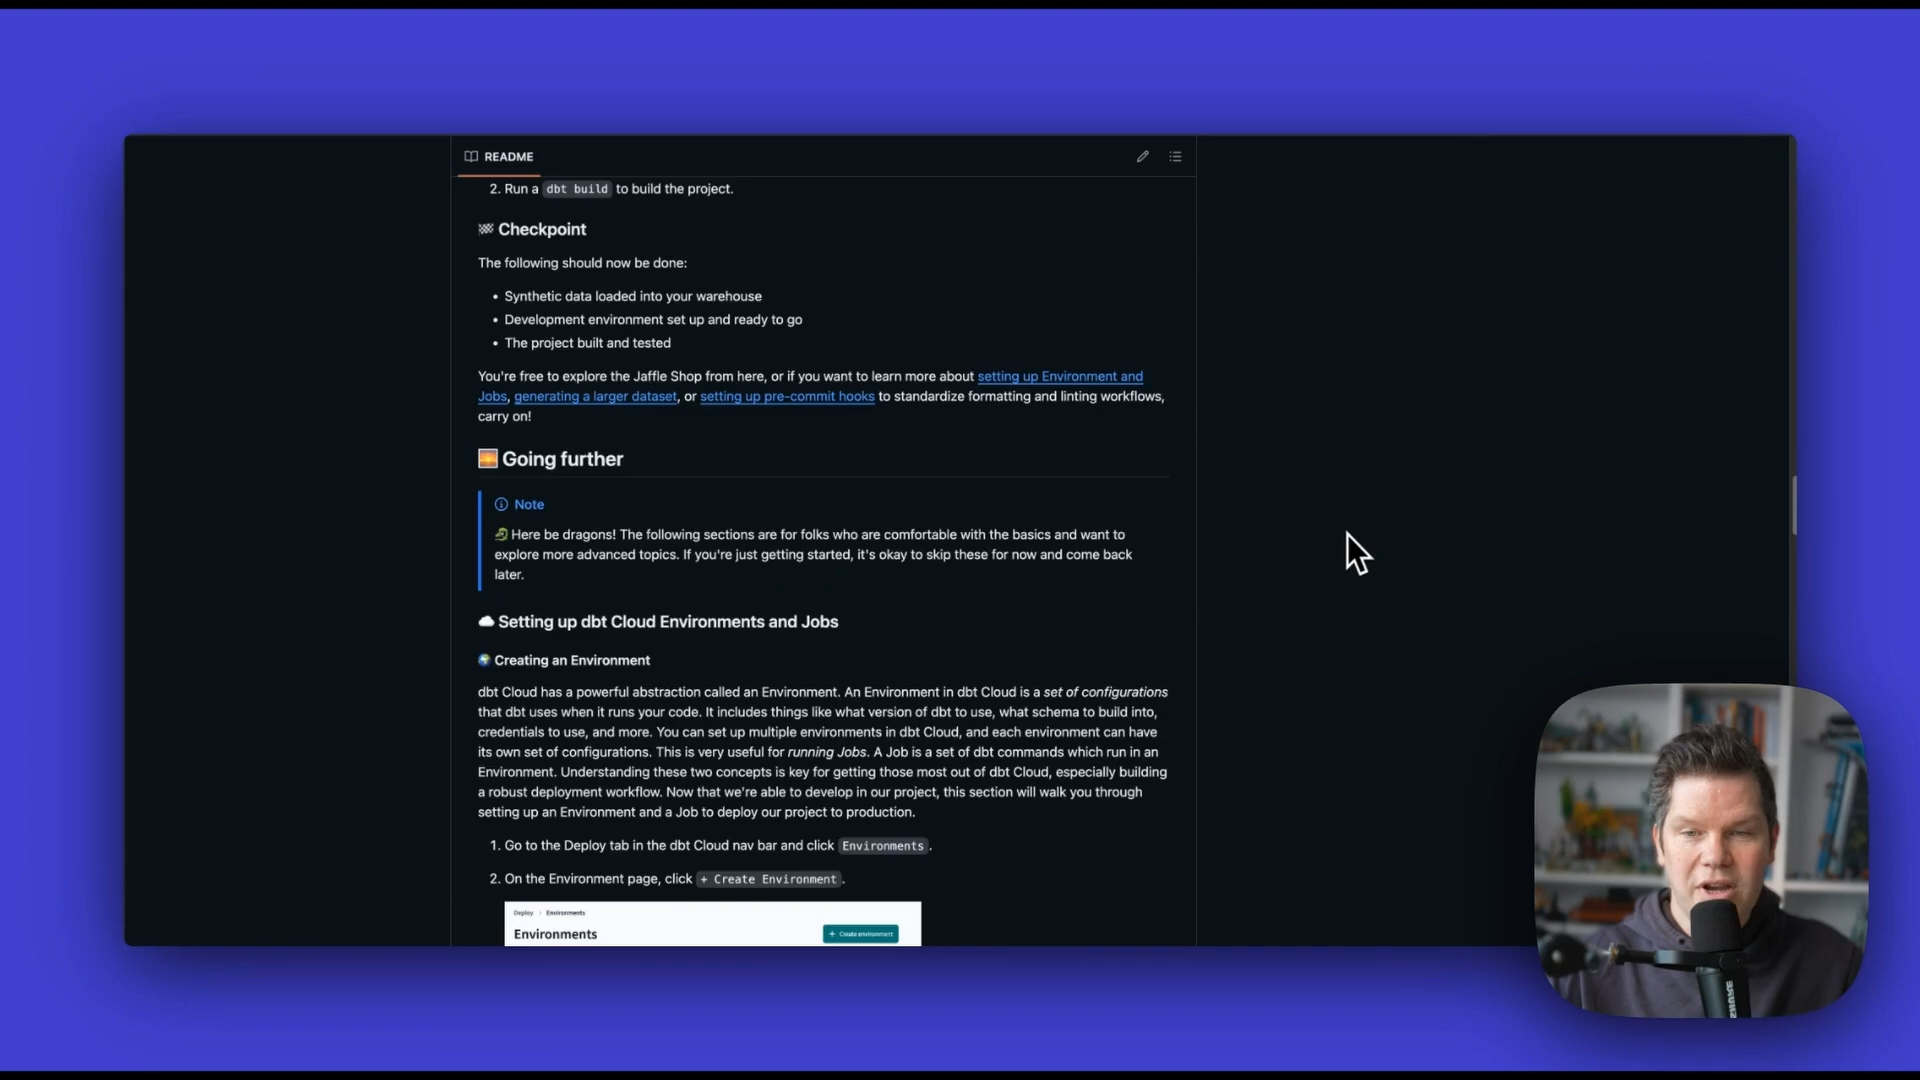 README
2. Run a dbt build to build the project.
Checkpoint
The following should now be done:
• Synthetic data loaded into your warehouse
• Development environment set up and ready to go
• The project built and tested
You're free to explore the Jaffle Shop from here, or if you want to learn more about setting up Environment and
Jobs, generating a larger dataset, or setting up pre-commit hooks to standardize formatting and linting workflows,
carry on!
Going further
Note
Here be dragons! The following sections are for folks who are comfortable with the basics and want to
explore more advanced topics. If you're just getting started, it's okay to skip these for now and come back
later.
Setting up dbt Cloud Environments and Jobs
Creating an Environment
dbt Cloud has a powerful abstraction called an Environment. An Environment in dbt Cloud is a set of configurations
that dbt uses when it runs your code. It includes things like what version of dbt to use, what schema to build into,
credentials to use, and more. You can set up multiple environments in dbt Cloud, and each environment can have
its own set of configurations. This is very useful for running Jobs. A Job is a set of dbt commands which run in an
Environment. Understanding these two concepts is key for getting those most out of dbt Cloud, especially building
a robust deployment workflow. Now that we're able to develop in our project, this section will walk you through
setting up an Environment and a Job to deploy our project to production.
1. Go to the Deploy tab in the dbt Cloud nav bar and click Environments.
2. On the Environment page, click + Create Environment.
Deploy > Environments
Environments
+ Create environment